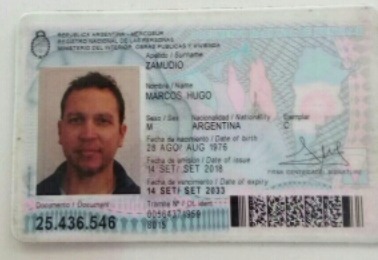 REPUBLICA ARGENTINA - MERCOSUR
REGISTRO NACIONAL DE LAS PERSONAS
MINISTERIO DEL INTERIOR, OBRAS PUBLICAS Y VIVIENDA
Apellido / Surname
ZAMUDIO
Nombre / Name
MARCOS HUGO
Sexo / Sex Nacionalidad / Nationality Ejemplar
M ARGENTINA C
Fecha de nacimiento / Date of birth
28 AGO/ AUG 1976
Fecha de emisión / Date of issue
14 SET/ SET 2018
Fecha de vencimiento / Date of expiry
14 SET/ SET 2033
Documento / Document
25.436.546
Trámite Nº / Of. ident.